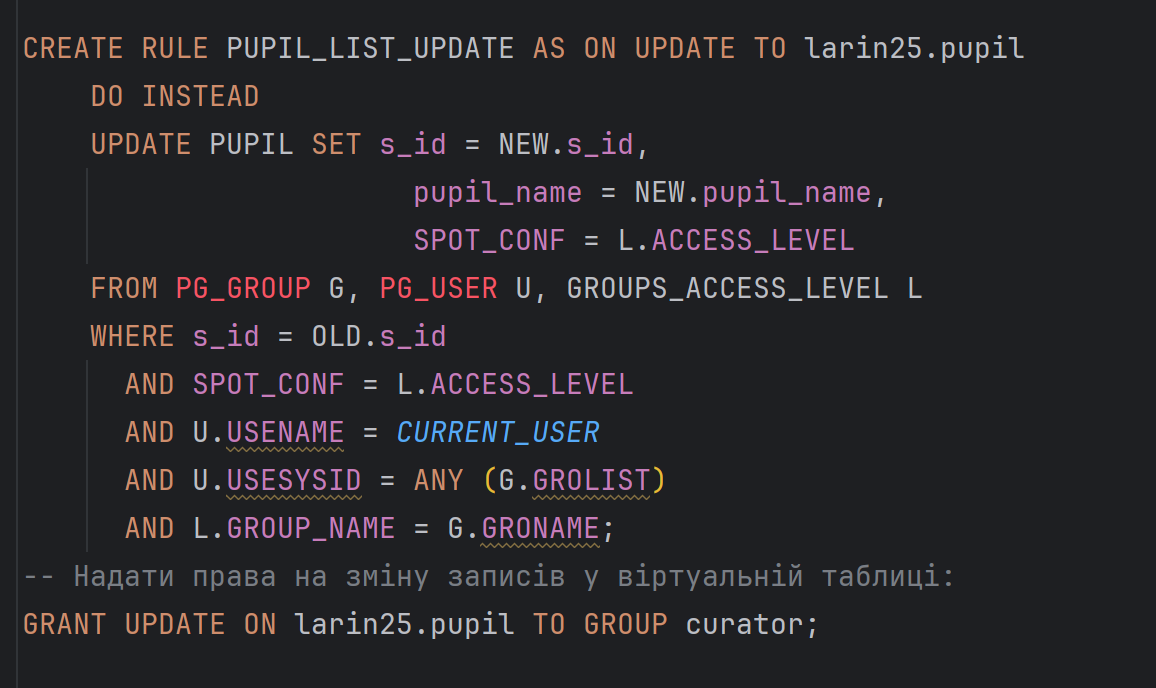 CREATE RULE PUPIL_LIST_UPDATE AS ON UPDATE TO larin25.pupil
DO INSTEAD
UPDATE PUPIL SET s_id = NEW.s_id,
pupil_name = NEW.pupil_name,
SPOT_CONF = L.ACCESS_LEVEL
FROM PG_GROUP G, PG_USER U, GROUPS_ACCESS_LEVEL L
WHERE s_id = OLD.s_id
AND SPOT_CONF = L.ACCESS_LEVEL
AND U.USENAME = CURRENT_USER
AND U.USESYSID = ANY (G.GROLIST)
AND L.GROUP_NAME = G.GRONAME;
-- Надати права на зміну записів у віртуальній таблиці:
GRANT UPDATE ON larin25.pupil TO GROUP curator;